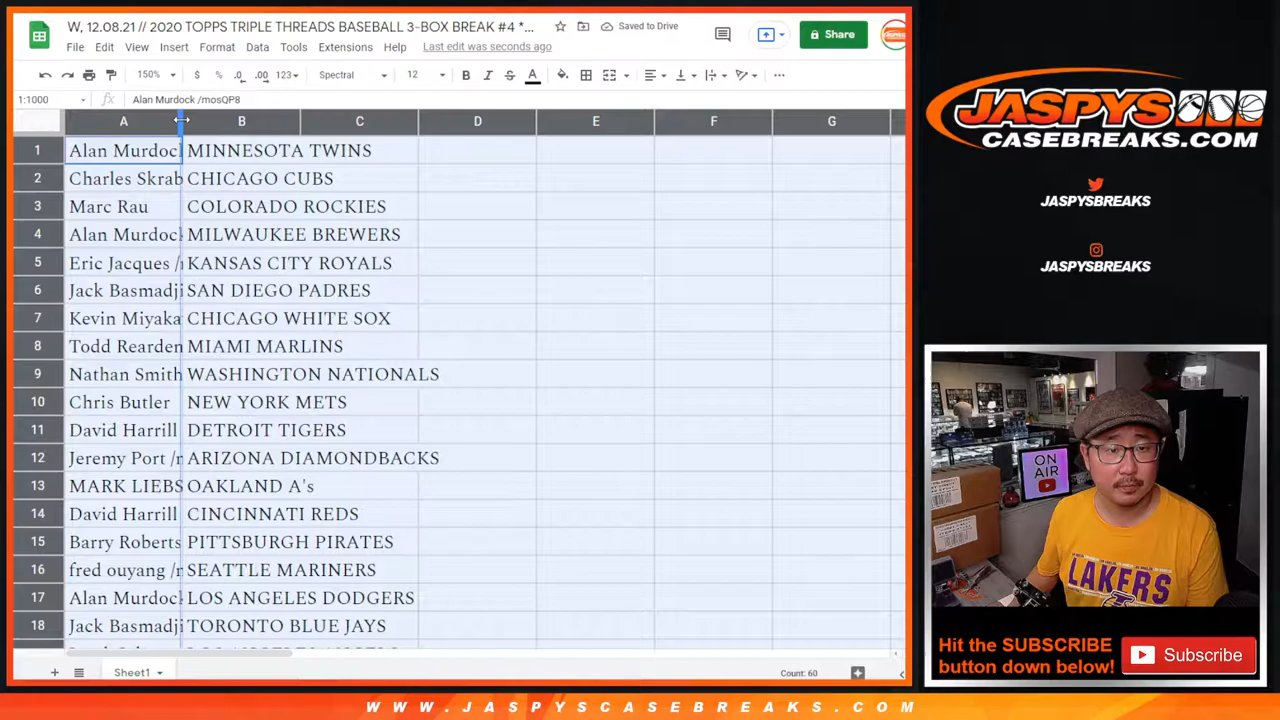 W, 12.08.21 // 2020 TOPPS TRIPLE THREADS BASEBALL 3-BOX BREAK #4 *...
Saved to Drive
Share
File Edit View Insert Format Data Tools Extensions Help Last edit was seconds ago
150% $ % .0 .00 123 Spectral 12 B I S A
1:1000 fx Alan Murdock /mosQP8
A B C D E F G
1 Alan Murdock MINNESOTA TWINS
2 Charles Skrab CHICAGO CUBS
3 Marc Rau COLORADO ROCKIES
4 Alan Murdock MILWAUKEE BREWERS
5 Eric Jacques / KANSAS CITY ROYALS
6 Jack Basmadji SAN DIEGO PADRES
7 Kevin Miyaka CHICAGO WHITE SOX
8 Todd Rearden MIAMI MARLINS
9 Nathan Smith WASHINGTON NATIONALS
10 Chris Butler NEW YORK METS
11 David Harrill DETROIT TIGERS
12 Jeremy Port / ARIZONA DIAMONDBACKS
13 MARK LIEBS OAKLAND A's
14 David Harrill CINCINNATI REDS
15 Barry Roberts PITTSBURGH PIRATES
16 fred ouyang / SEATTLE MARINERS
17 Alan Murdock LOS ANGELES DODGERS
18 Jack Basmadji TORONTO BLUE JAYS
Sheet1
Count: 60
JASPYS
CASEBREAKS.COM
JASPYSBREAKS
JASPYSBREAKS
ON
AIR
LAKERS
Hit the SUBSCRIBE
button down below!
Subscribe
WWW.JASPYSCASEBREAKS.COM